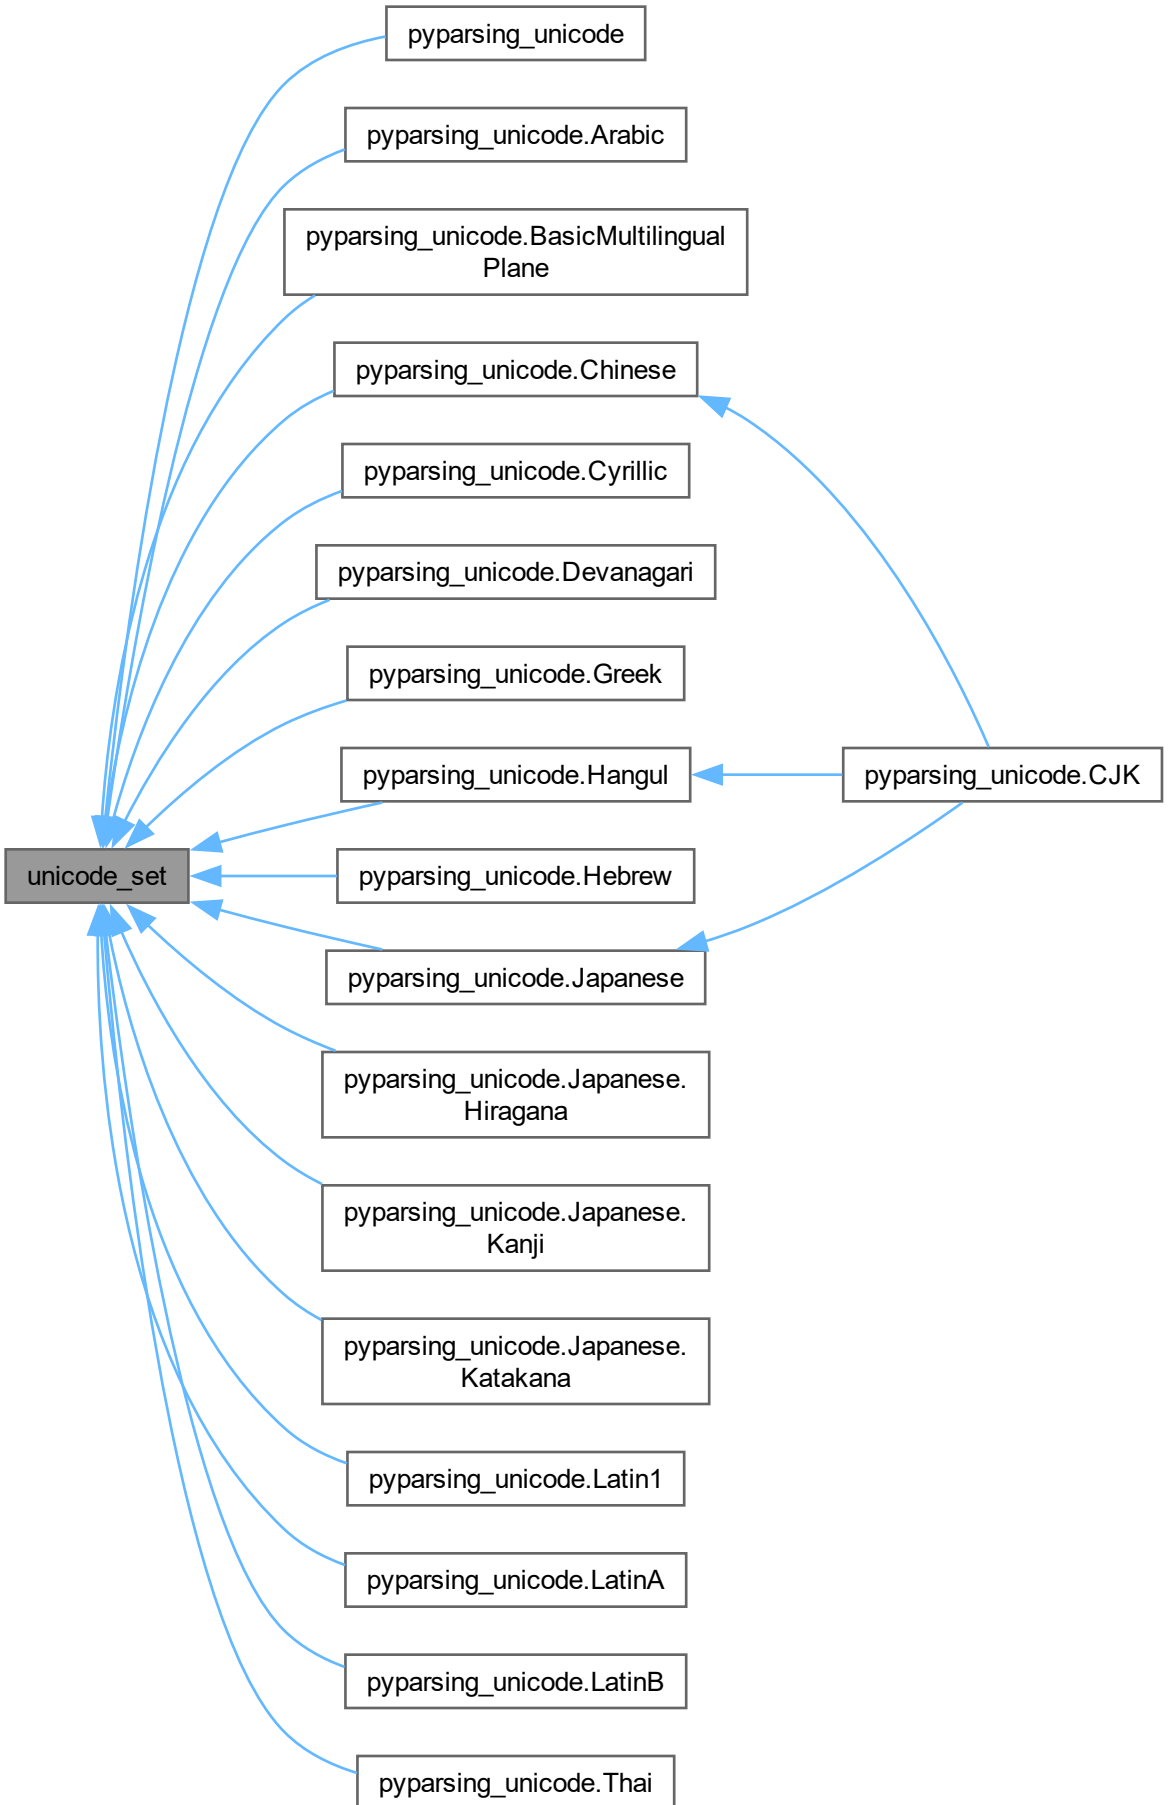 pyparsing_unicode
pyparsing_unicode.Arabic
pyparsing_unicode.BasicMultilingual
Plane
pyparsing_unicode.Chinese
pyparsing_unicode.Cyrillic
pyparsing_unicode.Devanagari
pyparsing_unicode.Greek
pyparsing_unicode.Hangul
pyparsing_unicode.CJK
unicode_set
pyparsing_unicode.Hebrew
pyparsing_unicode.Japanese
pyparsing_unicode.Japanese.
Hiragana
pyparsing_unicode.Japanese.
Kanji
pyparsing_unicode.Japanese.
Katakana
pyparsing_unicode.Latin1
pyparsing_unicode.LatinA
pyparsing_unicode.LatinB
pyparsing_unicode.Thai